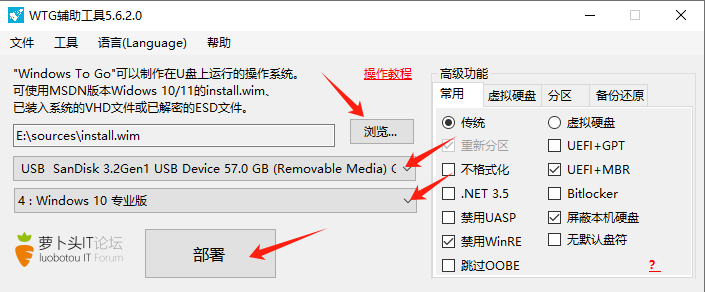 WTG辅助工具5.6.2.0
文件 工具 语言(Language) 帮助
"Windows To Go"可以制作在U盘上运行的操作系统。 操作教程
可使用MSDN版本Widows 10/11的install.wim、
已装入系统的VHD文件或已解密的ESD文件。
E:\sources\install.wim 浏览...
USB SanDisk 3.2Gen1 USB Device 57.0 GB (Removable Media) C
4 : Windows 10 专业版
萝卜头IT论坛
luobotou IT Forum
部署
高级功能
常用 虚拟硬盘 分区 备份还原
传统 虚拟硬盘
重新分区 UEFI+GPT
不格式化 UEFI+MBR
.NET 3.5 Bitlocker
禁用UASP 屏蔽本机硬盘
禁用WinRE 无默认盘符
跳过OOBE ?